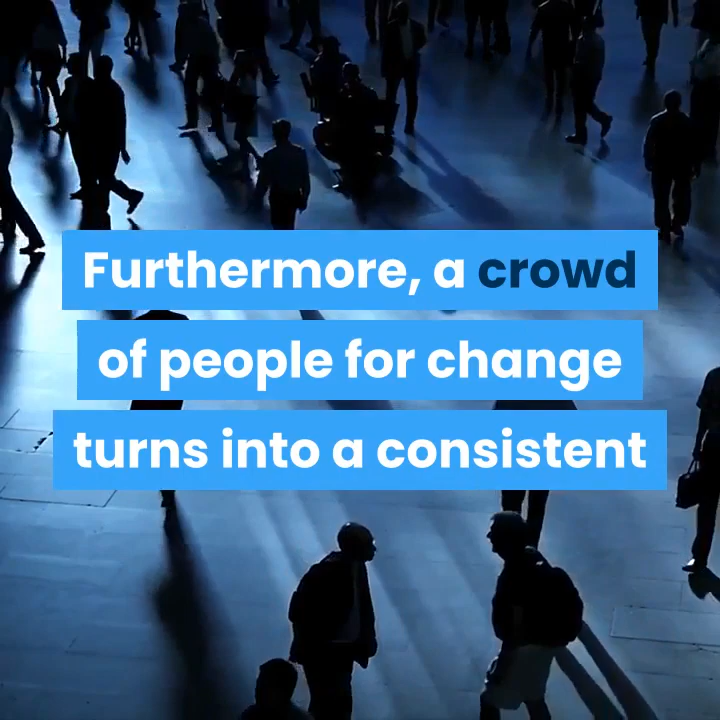 Furthermore, a crowd
of people for change
turns into a consistent